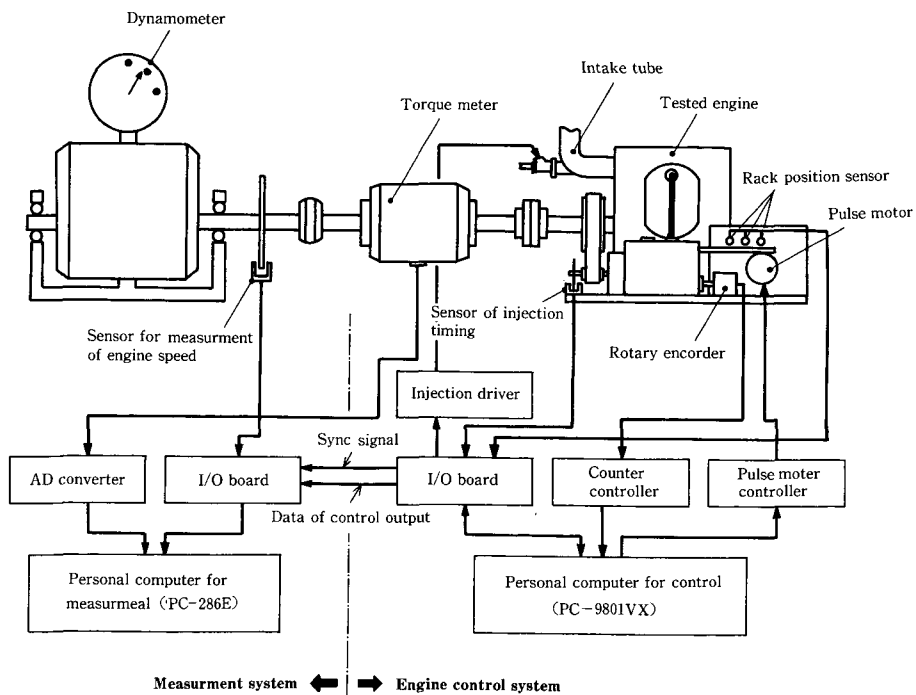 Dynamometer
Intake tube
Torque meter
Tested engine
Rack position sensor
Pulse motor
Sensor for measurment
of engine speed
Sensor of injection
timing
Rotary encorder
Injection driver
Sync signal
AD converter
I/O board
I/O board
Counter
controller
Pulse moter
controller
Data of control output
Personal computer for
measurmeal (PC-286E)
Personal computer for control
(PC-9801VX)
Measurment system
Engine control system